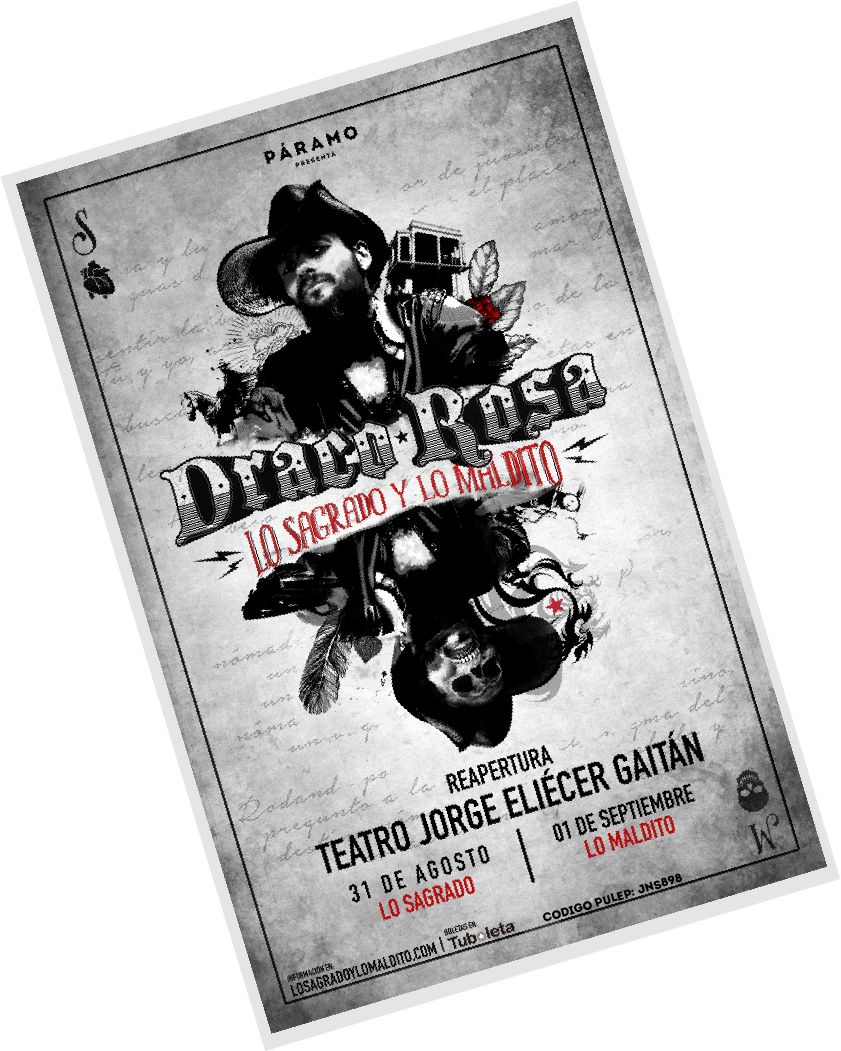 PÁRAMO
PRESENTA
S
Draco Rosa
LO SAGRADO Y LO MALDITO
REAPERTURA
TEATRO JORGE ELIÉCER GAITÁN
31 DE AGOSTO
LO SAGRADO
01 DE SEPTIEMBRE
LO MALDITO
M
CODIGO PULEP: JNS898
INFORMACIÓN EN:
LOSAGRADOYLOMALDITO.COM
BOLETAS EN:
Tuboleta